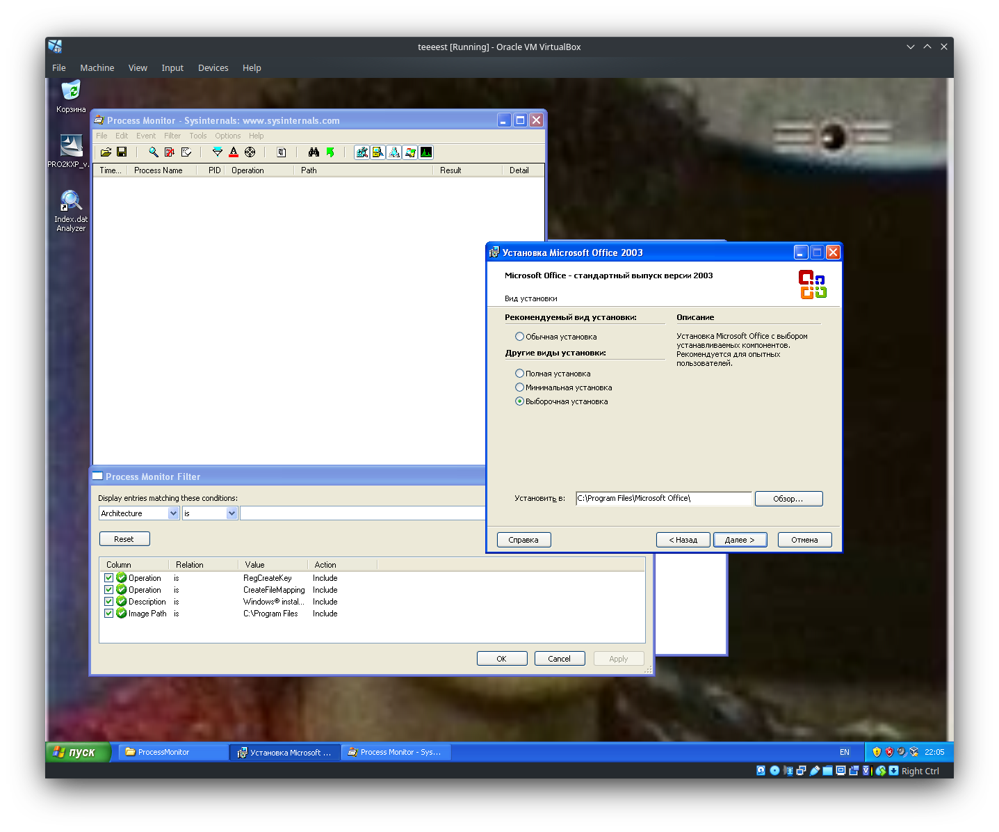 teeeest [Running] - Oracle VM VirtualBox
File Machine View Input Devices Help
Корзина
PRO2KXP_v.
Index.dat
Analyzer
Process Monitor - Sysinternals: www.sysinternals.com
File Edit Event Filter Tools Options Help
Time... Process Name PID Operation Path Result Detail
Установка Microsoft Office 2003
Microsoft Office - стандартный выпуск версии 2003
Вид установки
Рекомендуемый вид установки:
Обычная установка
Другие виды установки:
Полная установка
Минимальная установка
Выборочная установка
Описание
Установка Microsoft Office с выбором
устанавливаемых компонентов.
Рекомендуется для опытных
пользователей.
Установить в: C:\Program Files\Microsoft Office\ Обзор...
Справка < Назад Далее > Отмена
Process Monitor Filter
Display entries matching these conditions:
Architecture is
Reset
Column Relation Value Action
Operation is RegCreateKey Include
Operation is CreateFileMapping Include
Description is Windows® instal... Include
Image Path is C:\Program Files Include
OK Cancel Apply
пуск ProcessMonitor Установка Microsoft ... Process Monitor - Sys... EN 22:05
Right Ctrl